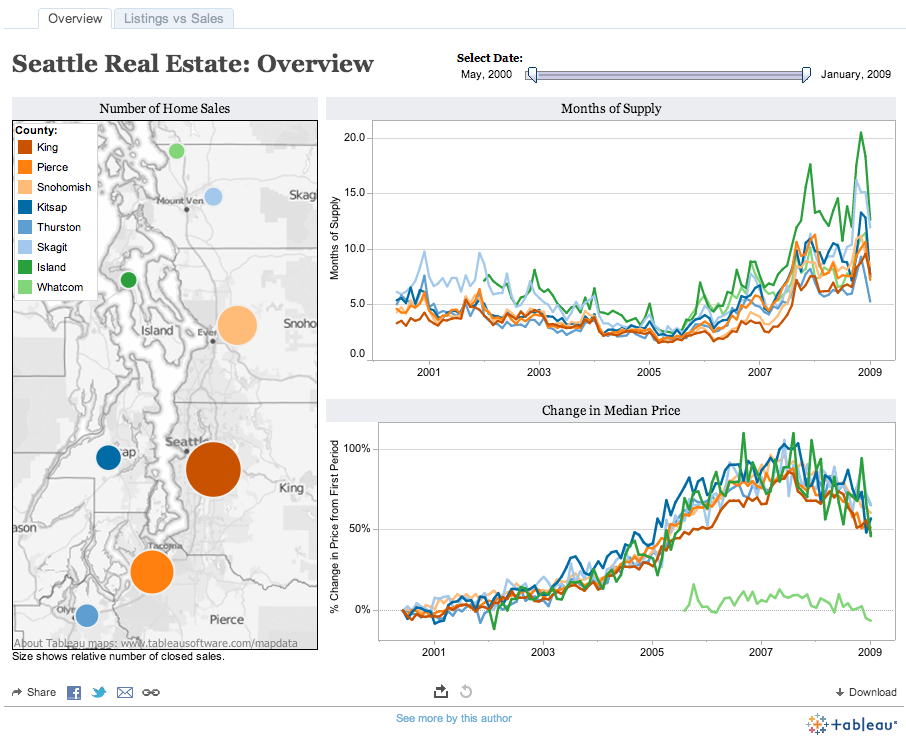 Overview
Listings vs Sales
Seattle Real Estate: Overview
Select Date:
May, 2000
January, 2009
Number of Home Sales
County:
King
Pierce
Snohomish
Kitsap
Thurston
Skagit
Island
Whatcom
Mount Ven
Skag
Island
Ever
Snoho
ap
Seattle
King
ason
Tacoma
Oly
Pierce
About Tableau maps: www.tableausoftware.com/mapdata
Size shows relative number of closed sales.
Months of Supply
Months of Supply
20.0
15.0
10.0
5.0
0.0
2001
2003
2005
2007
2009
Change in Median Price
% Change in Price from First Period
100%
50%
0%
2001
2003
2005
2007
2009
Share
Download
See more by this author
+ableau